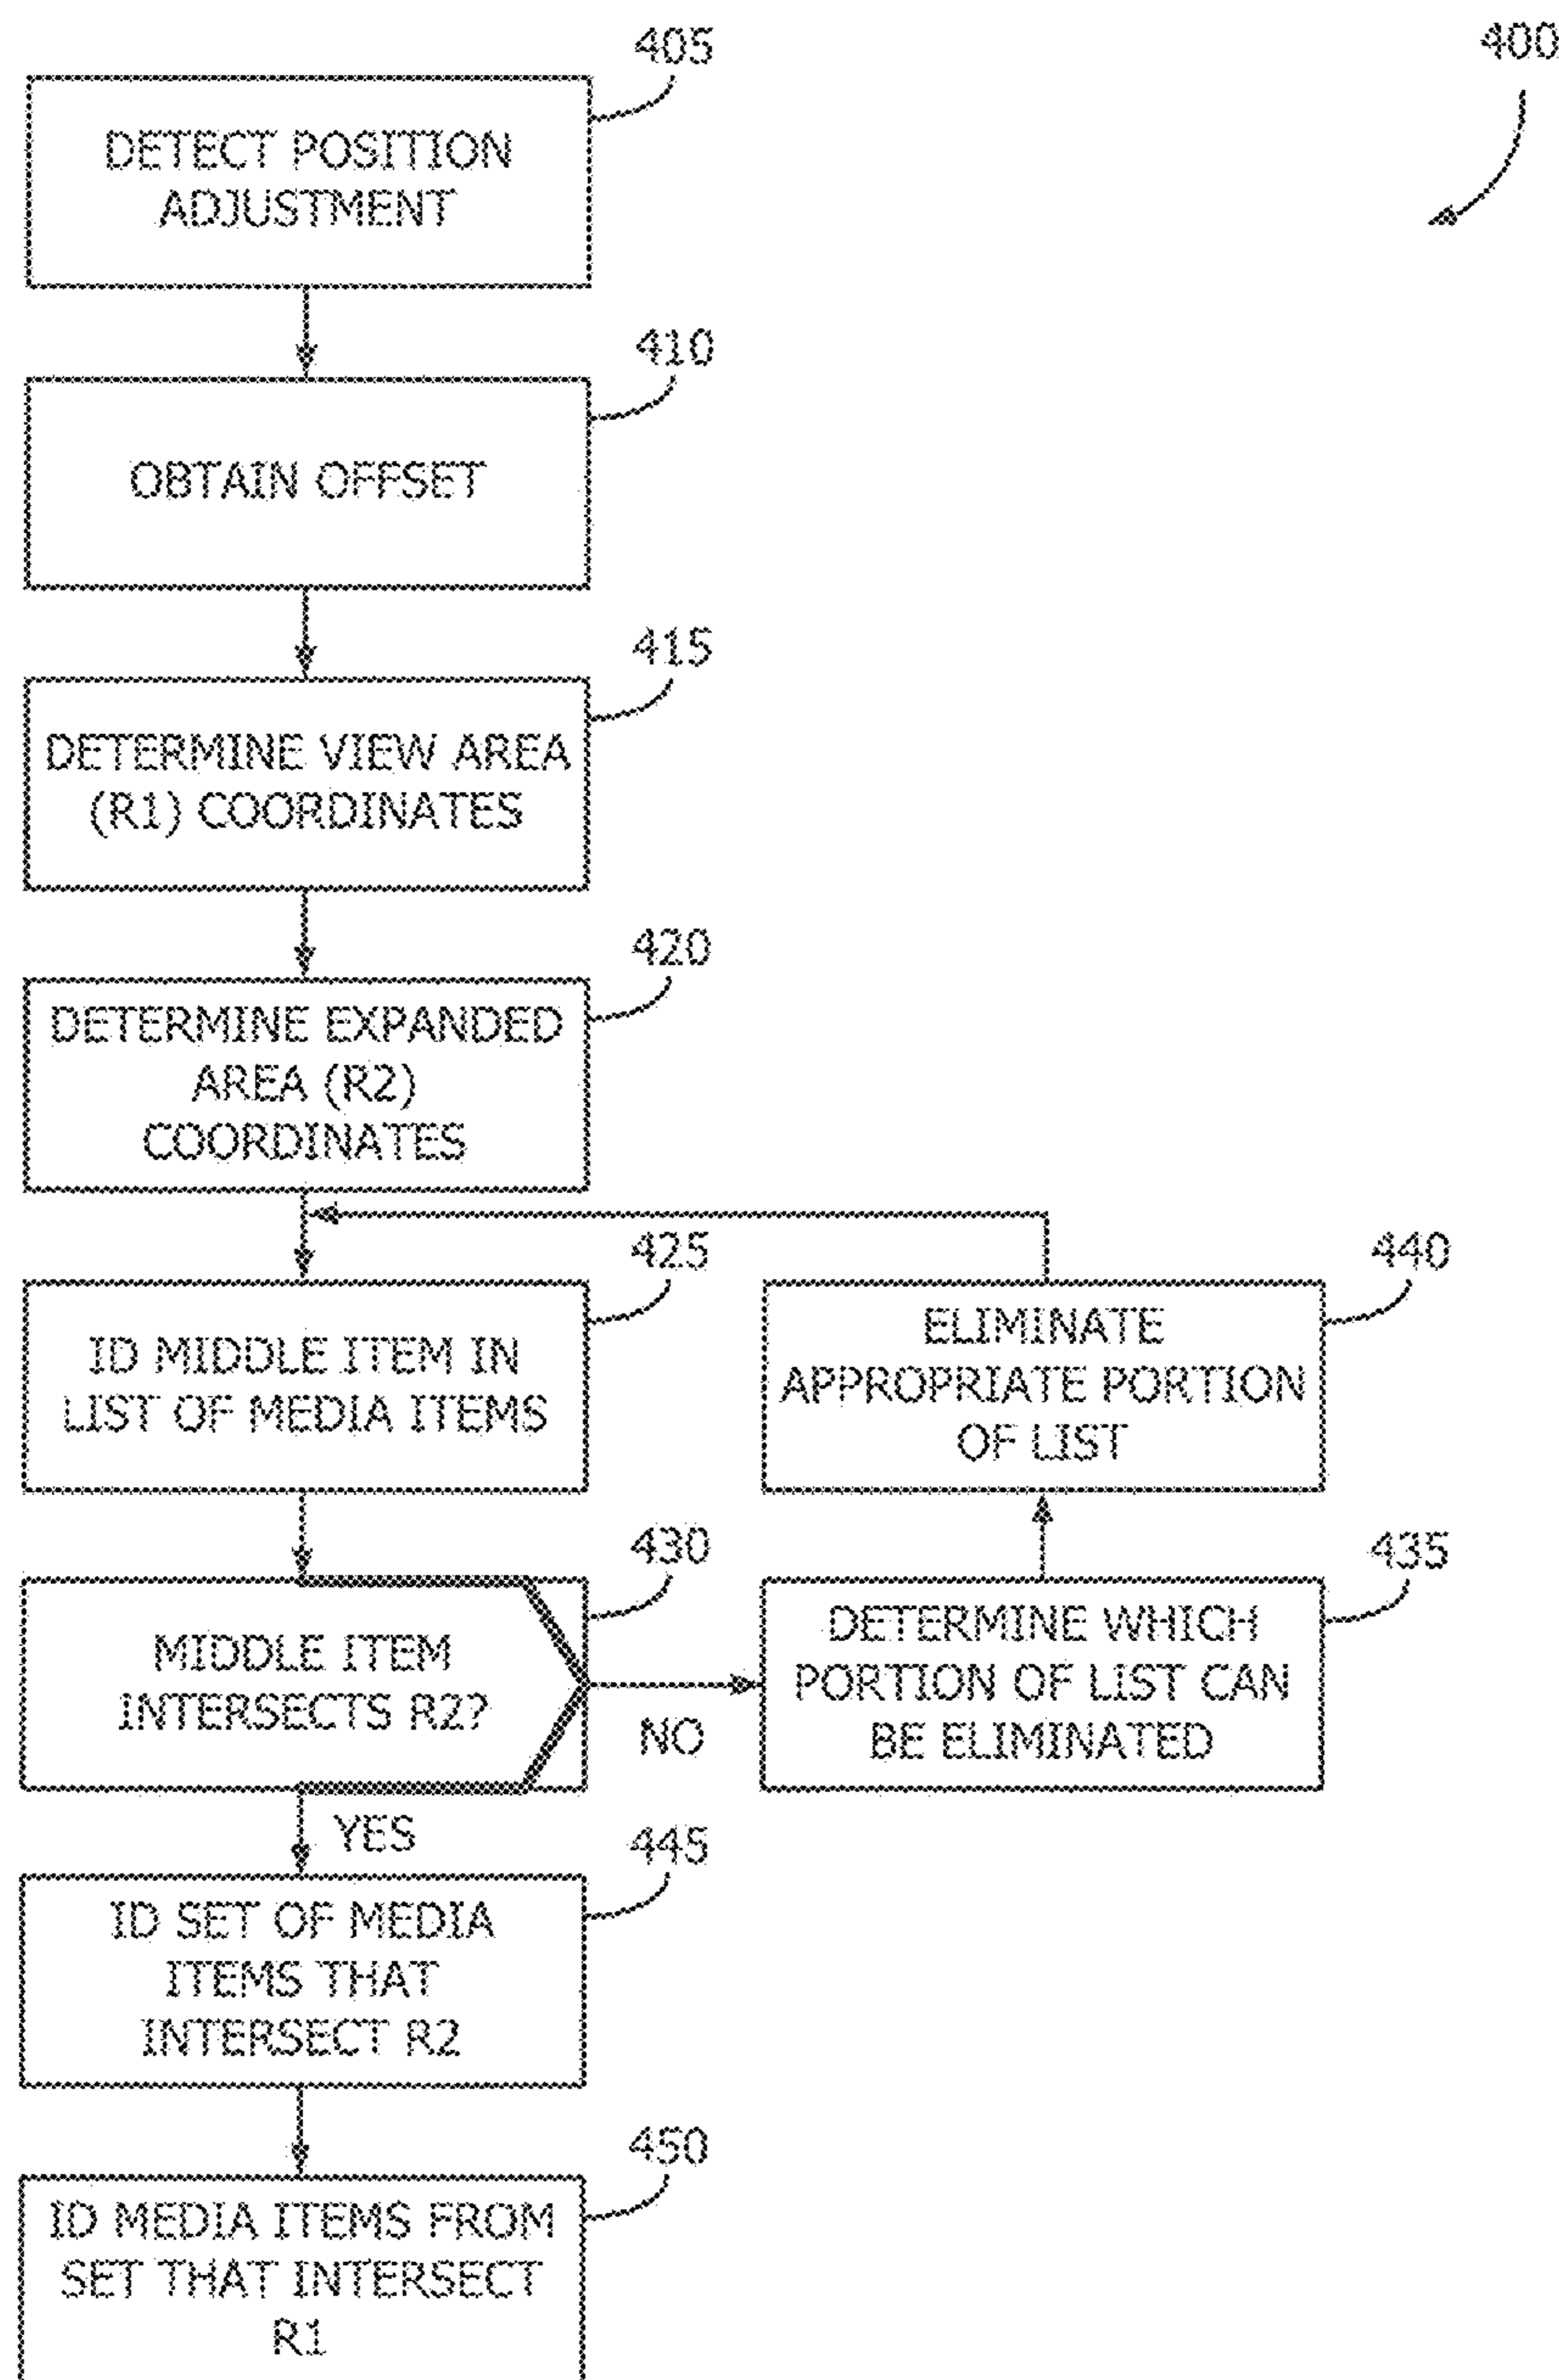 400
405
DETECT POSITION
ADJUSTMENT
410
OBTAIN OFFSET
415
DETERMINE VIEW AREA
(R1) COORDINATES
420
DETERMINE EXPANDED
AREA (R2)
COORDINATES
425
ID MIDDLE ITEM IN
LIST OF MEDIA ITEMS
440
ELIMINATE
APPROPRIATE PORTION
OF LIST
430
MIDDLE ITEM
INTERSECTS R2?
NO
435
DETERMINE WHICH
PORTION OF LIST CAN
BE ELIMINATED
YES
445
ID SET OF MEDIA
ITEMS THAT
INTERSECT R2
450
ID MEDIA ITEMS FROM
SET THAT INTERSECT
R1